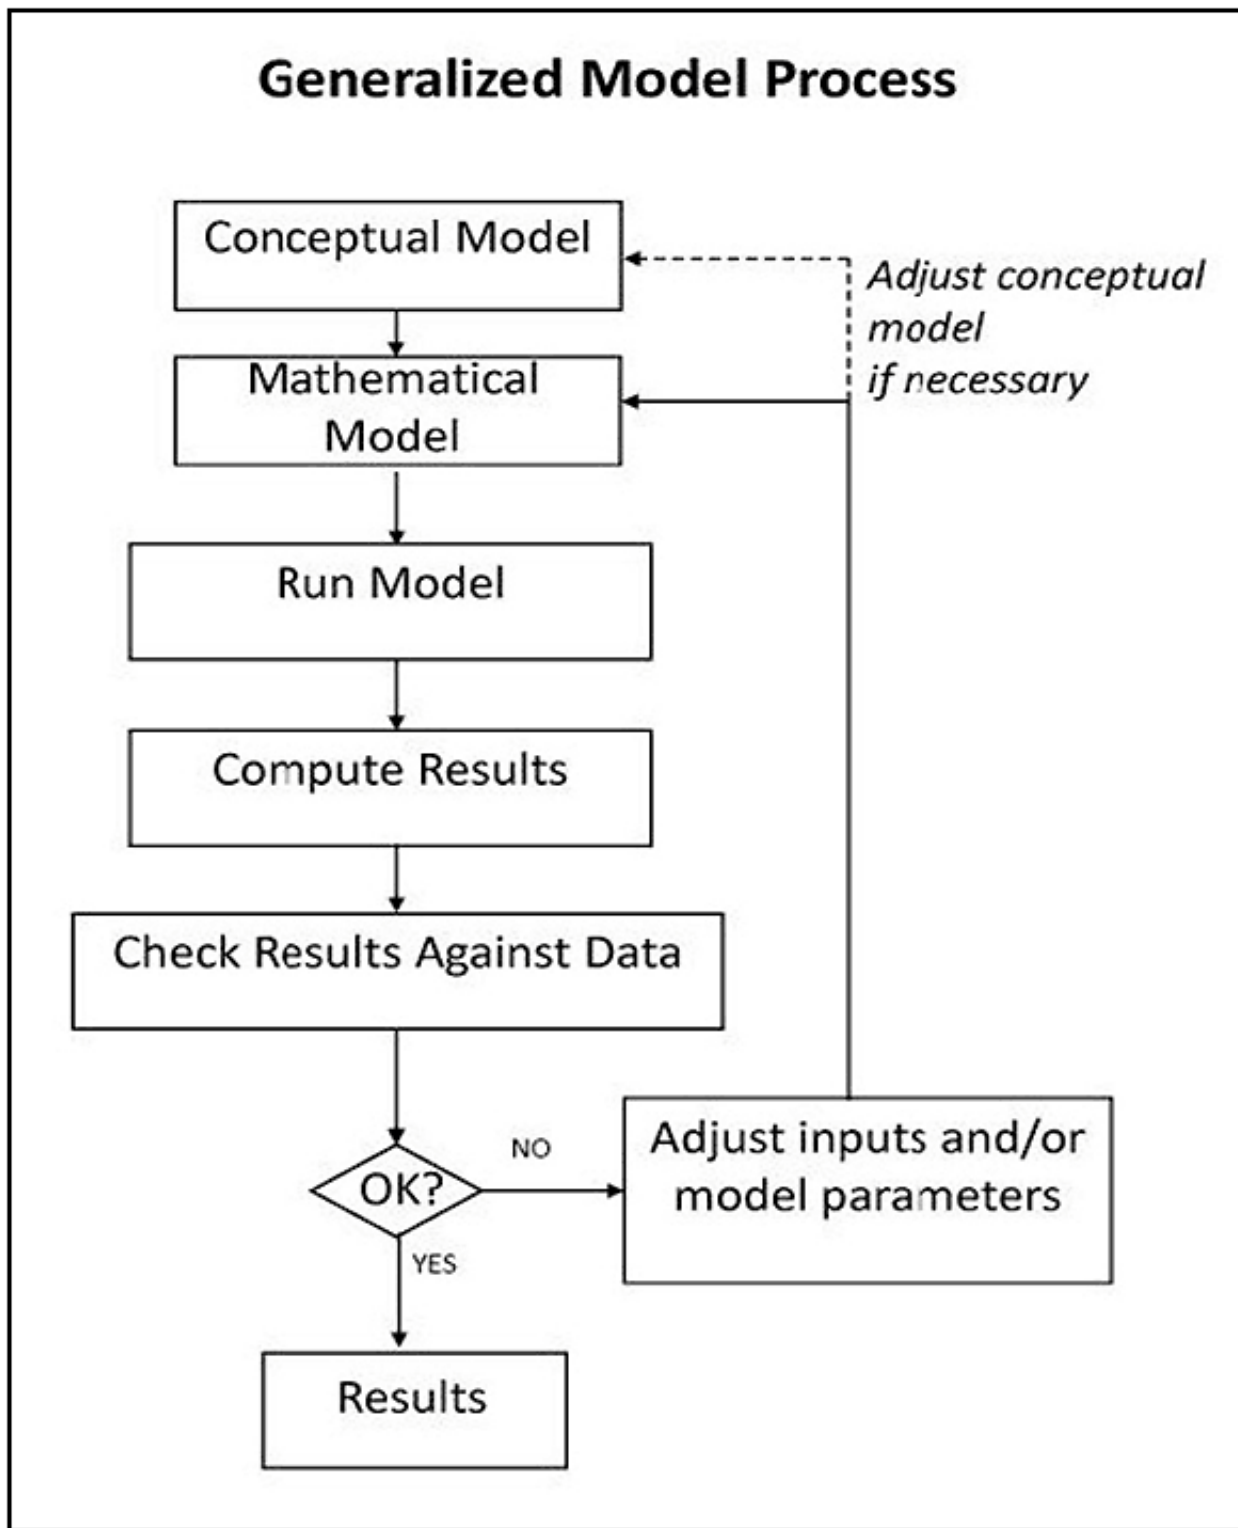 Generalized Model Process
Conceptual Model
Adjust conceptual
model
if necessary
Mathematical
Model
Run Model
Compute Results
Check Results Against Data
OK?
NO
Adjust inputs and/or
model parameters
YES
Results